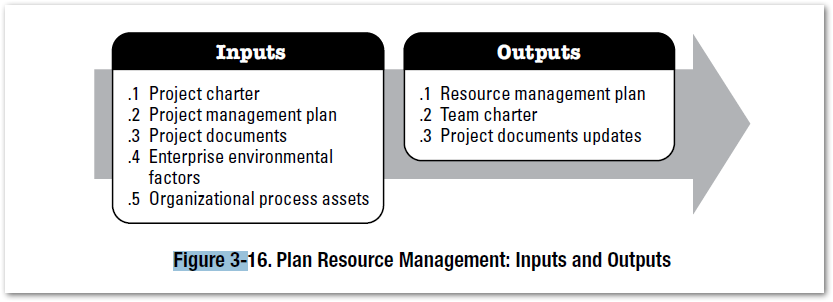 Inputs
.1 Project charter
.2 Project management plan
.3 Project documents
.4 Enterprise environmental
factors
.5 Organizational process assets
Outputs
.1 Resource management plan
.2 Team charter
.3 Project documents updates
Figure 3-16. Plan Resource Management: Inputs and Outputs